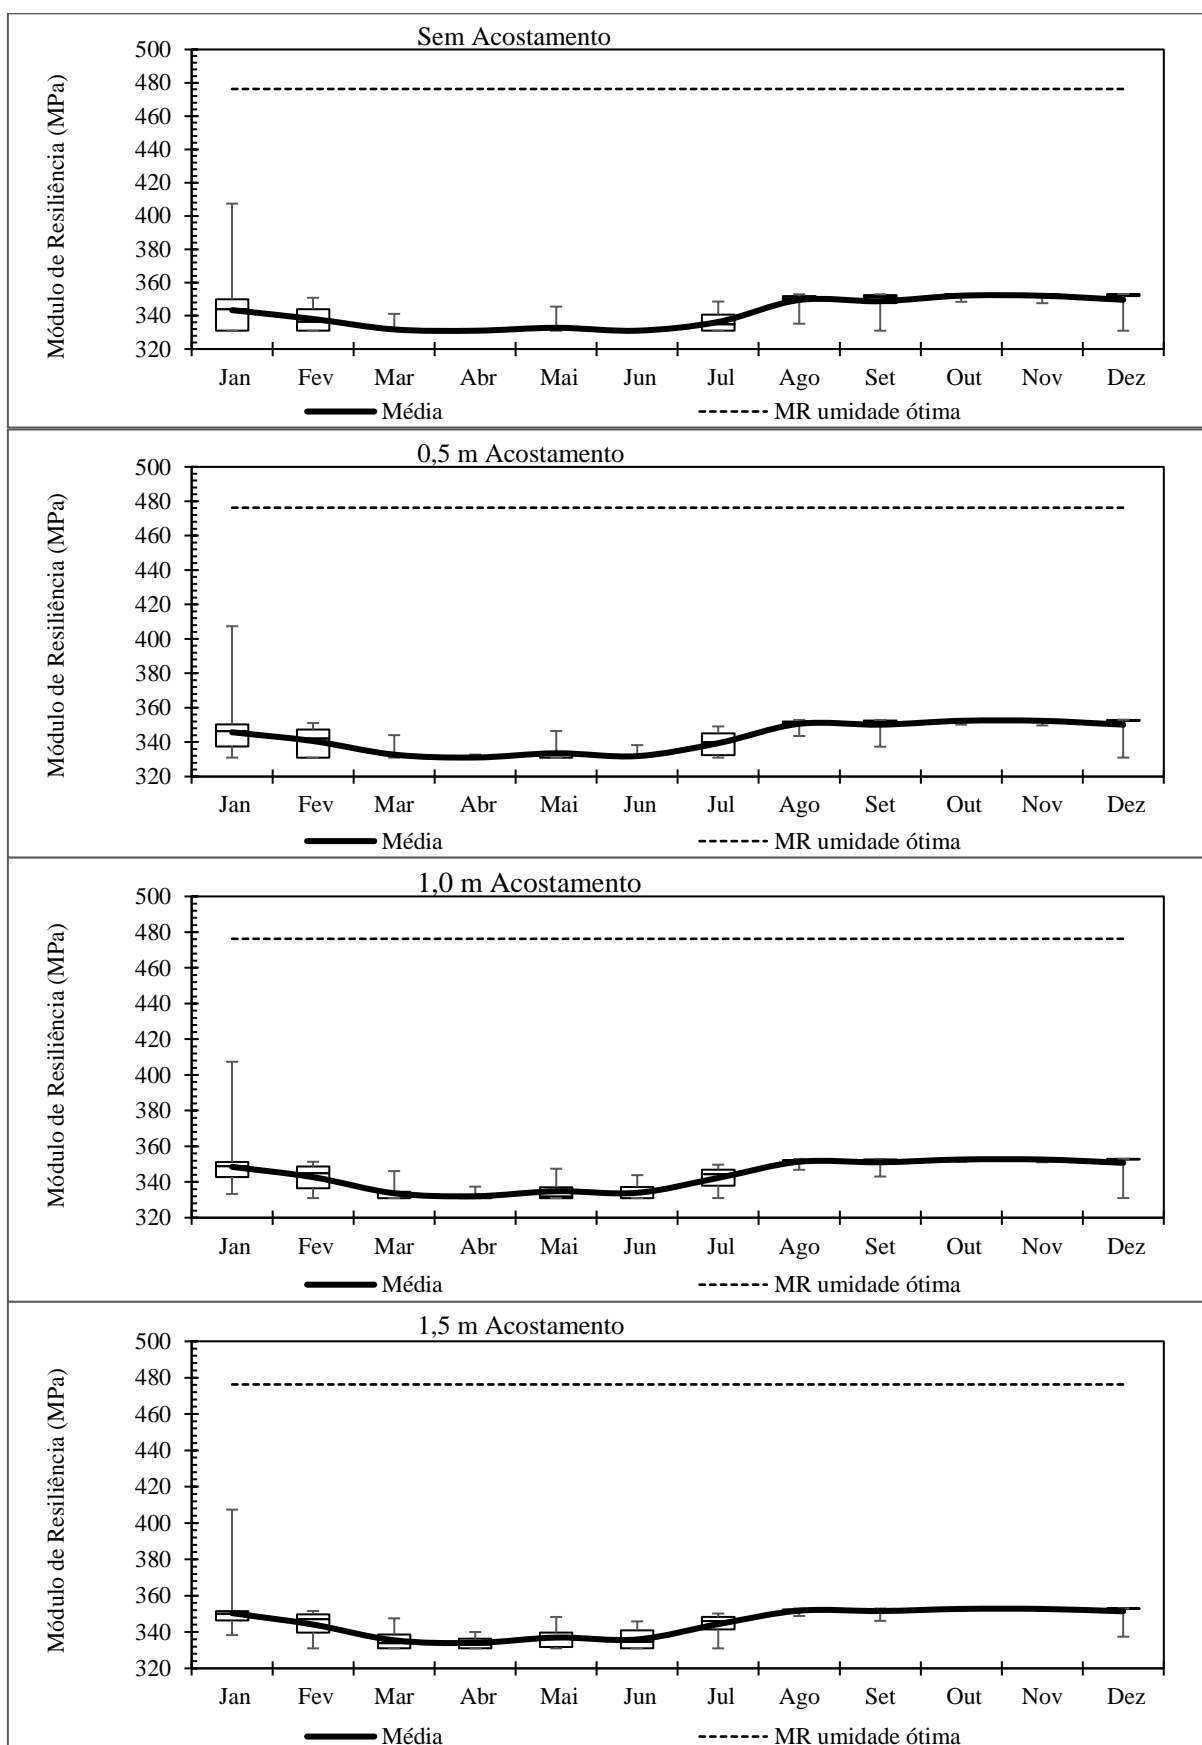 Sem Acostamento
Módulo de Resiliência (MPa)
500
480
460
440
420
400
380
360
340
320
Jan Fev Mar Abr Mai Jun Jul Ago Set Out Nov Dez
Média MR umidade ótima
0,5 m Acostamento
Módulo de Resiliência (MPa)
500
480
460
440
420
400
380
360
340
320
Jan Fev Mar Abr Mai Jun Jul Ago Set Out Nov Dez
Média MR umidade ótima
1,0 m Acostamento
Módulo de Resiliência (MPa)
500
480
460
440
420
400
380
360
340
320
Jan Fev Mar Abr Mai Jun Jul Ago Set Out Nov Dez
Média MR umidade ótima
1,5 m Acostamento
Módulo de Resiliência (MPa)
500
480
460
440
420
400
380
360
340
320
Jan Fev Mar Abr Mai Jun Jul Ago Set Out Nov Dez
Média MR umidade ótima